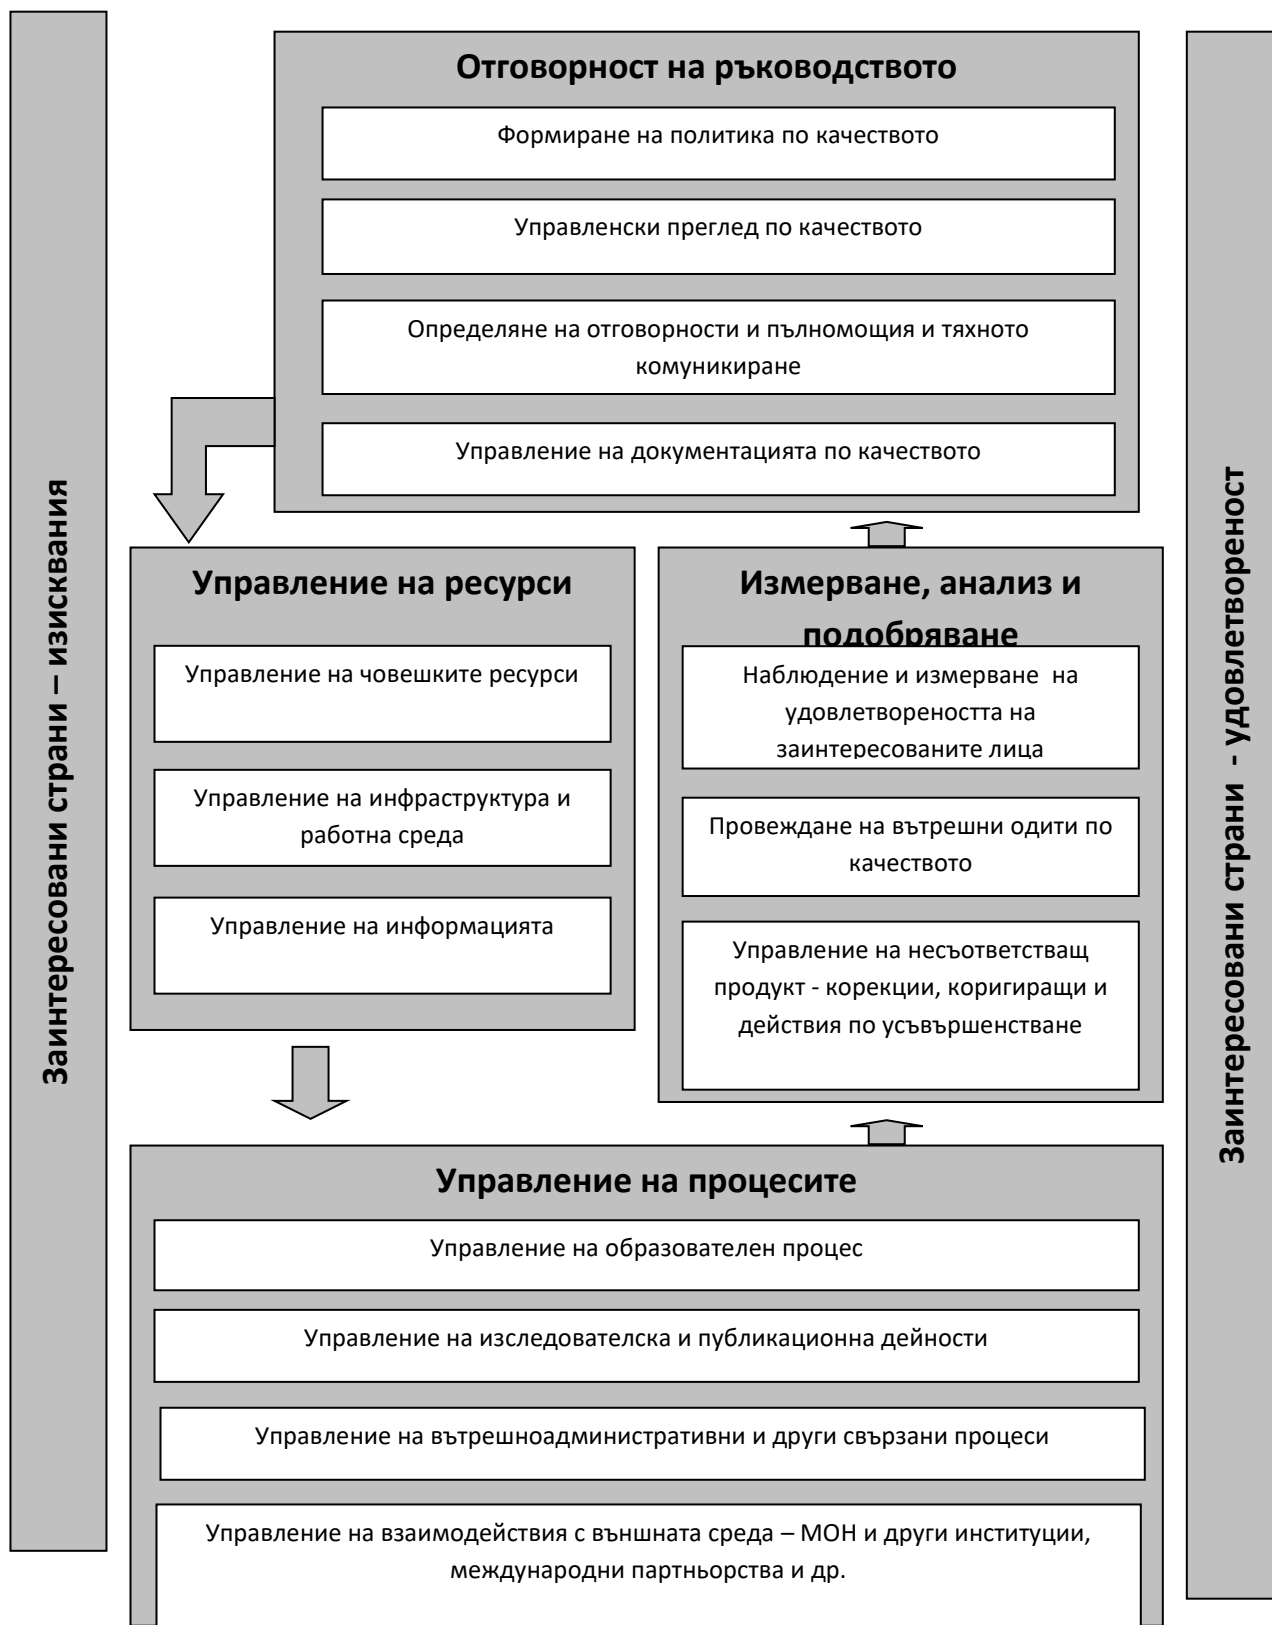 Заинтересовани страни – изисквания
Отговорност на ръководството
Формиране на политика по качеството
Управленски преглед по качеството
Определяне на отговорности и пълномощия и тяхното
комуникиране
Управление на документацията по качеството
Управление на ресурси
Управление на човешките ресурси
Управление на инфраструктура и
работна среда
Управление на информацията
Измерване, анализ и
подобряване
Наблюдение и измерване  на
удовлетвореността на
заинтересованите лица
Провеждане на вътрешни одити по
качеството
Управление на несъответстващ
продукт - корекции, коригиращи и
действия по усъвършенстване
Управление на процесите
Управление на образователен процес
Управление на изследователска и публикационна дейности
Управление на вътрешноадминистративни и други свързани процеси
Управление на взаимодействия с външната среда – МОН и други институции,
международни партньорства и др.
Заинтересовани страни  - удовлетвореност